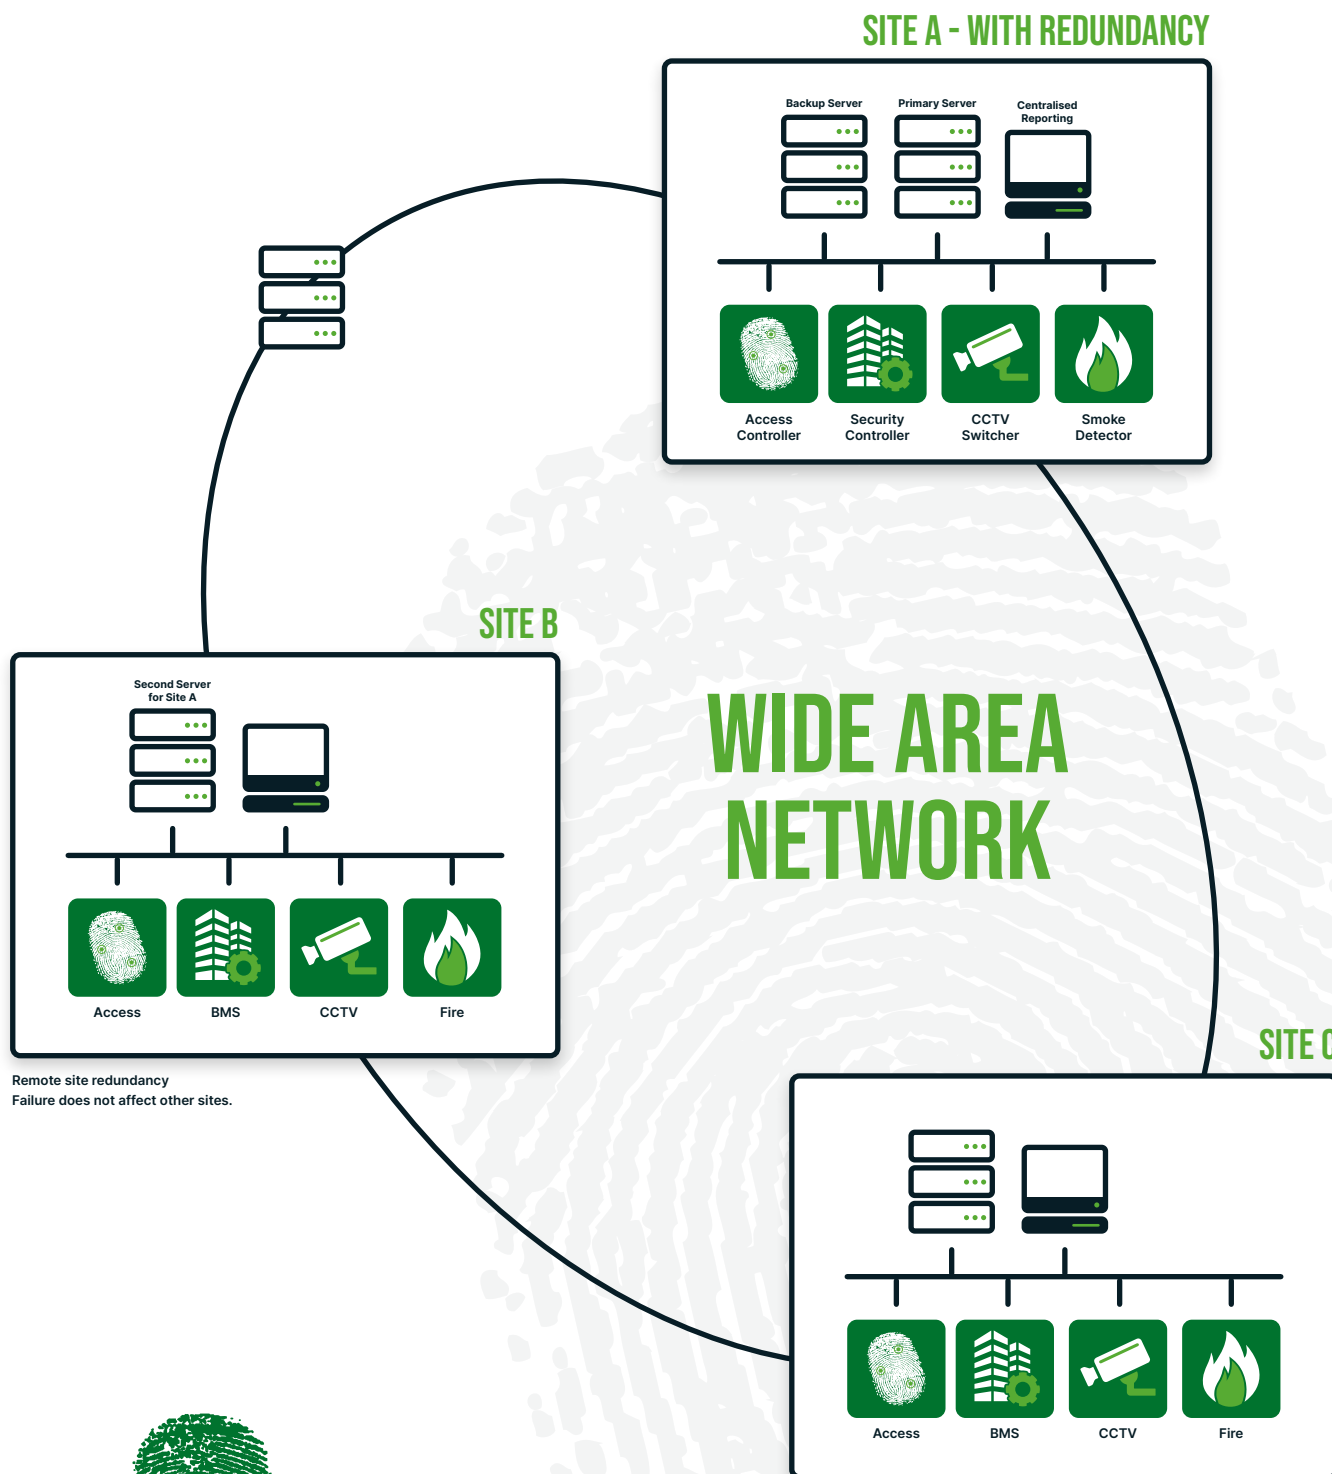 SITE A - WITH REDUNDANCY
Backup Server
Primary Server
Centralised
Reporting
Access
Controller
Security
Controller
CCTV
Switcher
Smoke
Detector
SITE B
Second Server
for Site A
Access
BMS
CCTV
Fire
Remote site redundancy
Failure does not affect other sites.
WIDE AREA
NETWORK
SITE C
Access
BMS
CCTV
Fire